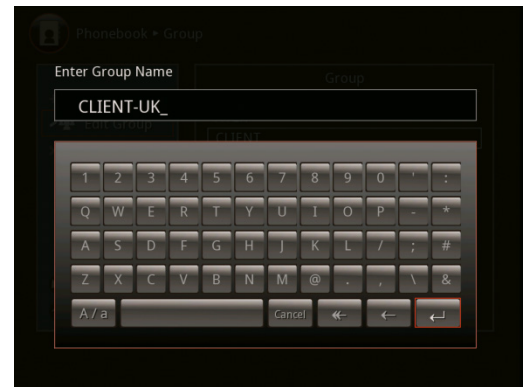 Phonebook • Group
Enter Group Name
Group
CLIENT-UK_
Edit Group
CLIENT
1 2 3 4 5 6 7 8 9 0 ' :
Q W E R T Y U I O P - *
A S D F G H J K L / ; #
Z X C V B N M @ . , \ &
A / a Cancel